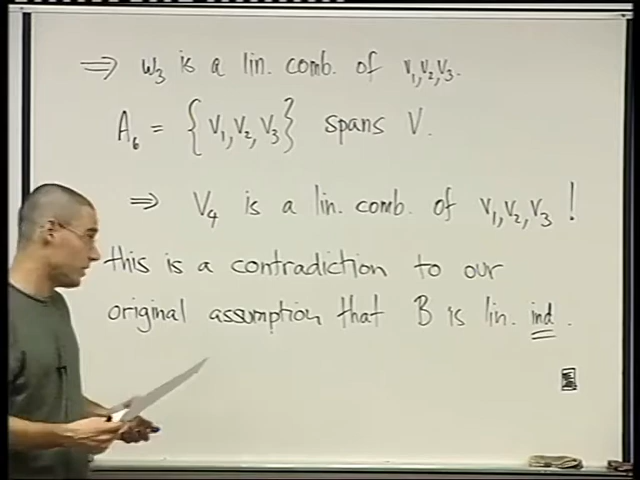 ⇒ w₃ is a lin. comb. of v₁,v₂,v₃.
A₆ = {v₁,v₂,v₃} spans V.
⇒ v₄ is a lin. comb. of v₁,v₂,v₃ !
this is a contradiction to our
original assumption that B is lin. ind.